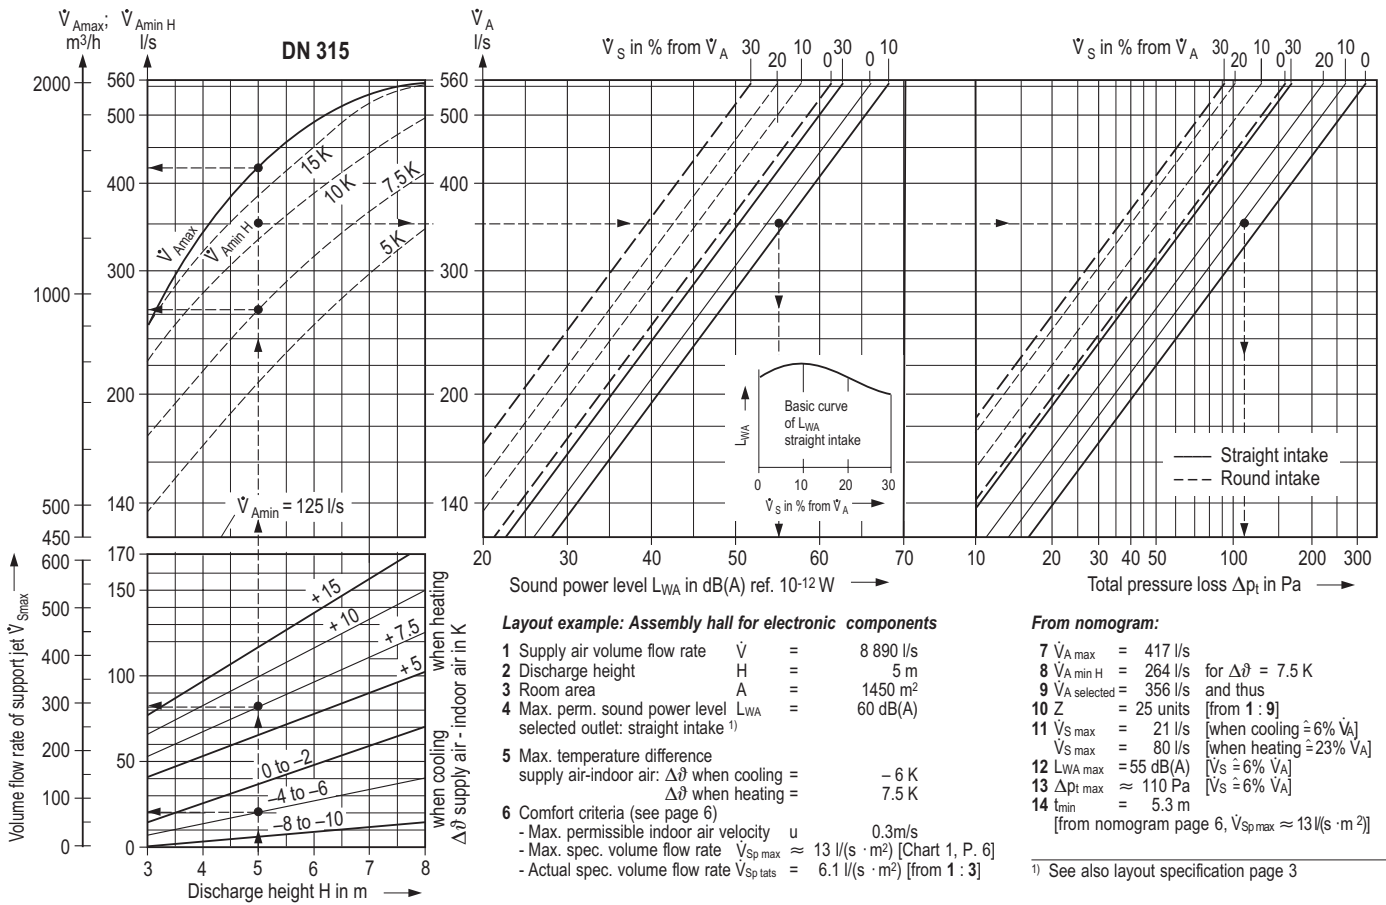 V̇Amax; V̇Amin H
m³/h l/s
DN 315
V̇A
l/s
V̇S in % from V̇A 30 20 10 0 30 0 10
V̇S in % from V̇A 30 20 10 0 30 20 10 0
2000
1000
500
450
560
500
400
300
200
140
15 K
10 K
7.5 K
5 K
V̇Amax
V̇Amin H
V̇Amin = 125 l/s
560
500
400
300
200
140
Basic curve
of LWA
straight intake
LWA
0 10 20 30
V̇S in % from V̇A
Straight intake
Round intake
20 30 40 50 60 70
Sound power level LWA in dB(A) ref. 10-12 W
10 20 30 40 50 100 200 300
Total pressure loss Δpt in Pa
Volume flow rate of support jet V̇Smax
600
500
400
300
200
100
0
170
150
100
50
0
+15
+10
+7.5
+5
0 to –2
–4 to –6
–8 to –10
when cooling when heating
Δϑ supply air - indoor air in K
3 4 5 6 7 8
Discharge height H in m
Layout example: Assembly hall for electronic components
1 Supply air volume flow rate V̇ = 8 890 l/s
2 Discharge height H = 5 m
3 Room area A = 1450 m²
4 Max. perm. sound power level LWA = 60 dB(A)
selected outlet: straight intake 1)
5 Max. temperature difference
supply air-indoor air: Δϑ when cooling = – 6 K
Δϑ when heating = 7.5 K
6 Comfort criteria (see page 6)
- Max. permissible indoor air velocity u 0.3m/s
- Max. spec. volume flow rate V̇Sp max ≈ 13 l/(s · m²) [Chart 1, P. 6]
- Actual spec. volume flow rate V̇Sp tats = 6.1 l/(s · m²) [from 1 : 3]
From nomogram:
7 V̇A max = 417 l/s
8 V̇A min H = 264 l/s for Δϑ = 7.5 K
9 V̇A selected = 356 l/s and thus
10 Z = 25 units [from 1 : 9]
11 V̇S max = 21 l/s [when cooling ≙ 6% V̇A]
V̇S max = 80 l/s [when heating ≙ 23% V̇A]
12 LWA max = 55 dB(A) [V̇S ≙ 6% V̇A]
13 Δpt max ≈ 110 Pa [V̇S ≙ 6% V̇A]
14 tmin = 5.3 m
[from nomogram page 6, V̇Sp max ≈ 13 l/(s · m²)]
1) See also layout specification page 3